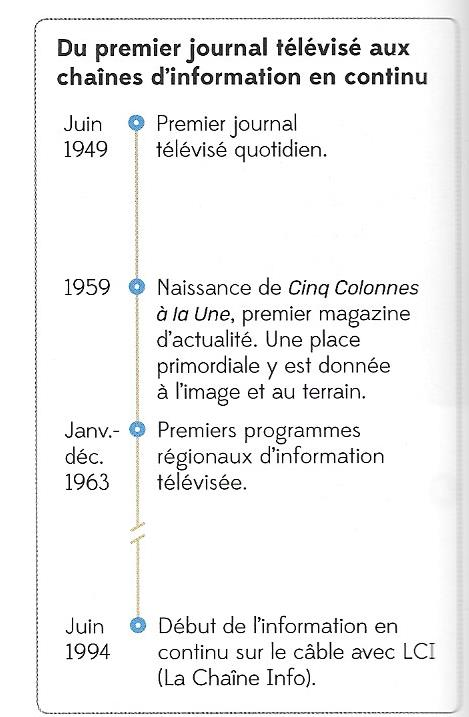 Du premier journal télévisé aux
chaînes d'information en continu
Juin
1949
Premier journal
télévisé quotidien.
1959
Naissance de Cinq Colonnes
à la Une, premier magazine
d'actualité. Une place
primordiale y est donnée
à l'image et au terrain.
Janv.-
déc.
1963
Premiers programmes
régionaux d'information
télévisée.
Juin
1994
Début de l'information en
continu sur le câble avec LCI
(La Chaîne Info).